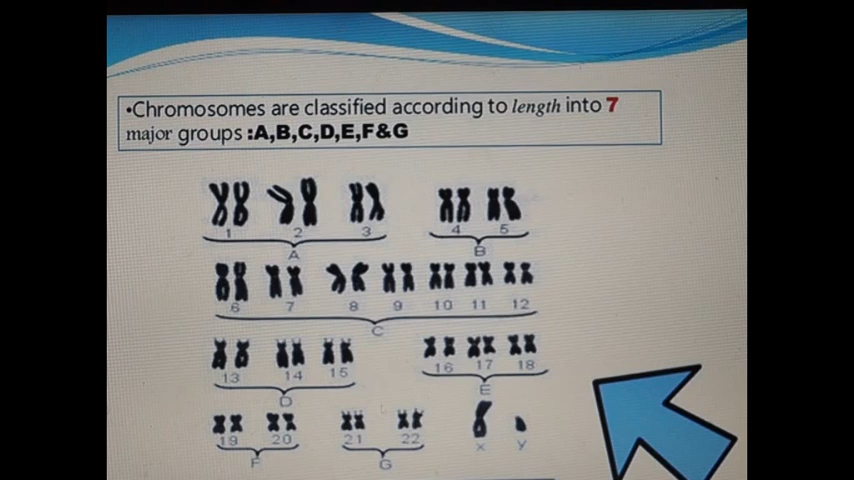 •Chromosomes are classified according to length into 7
major groups :A,B,C,D,E,F&G
1 2 3 4 5
A B
6 7 8 9 10 11 12
C
13 14 15 16 17 18
D E
19 20 21 22 x y
F G